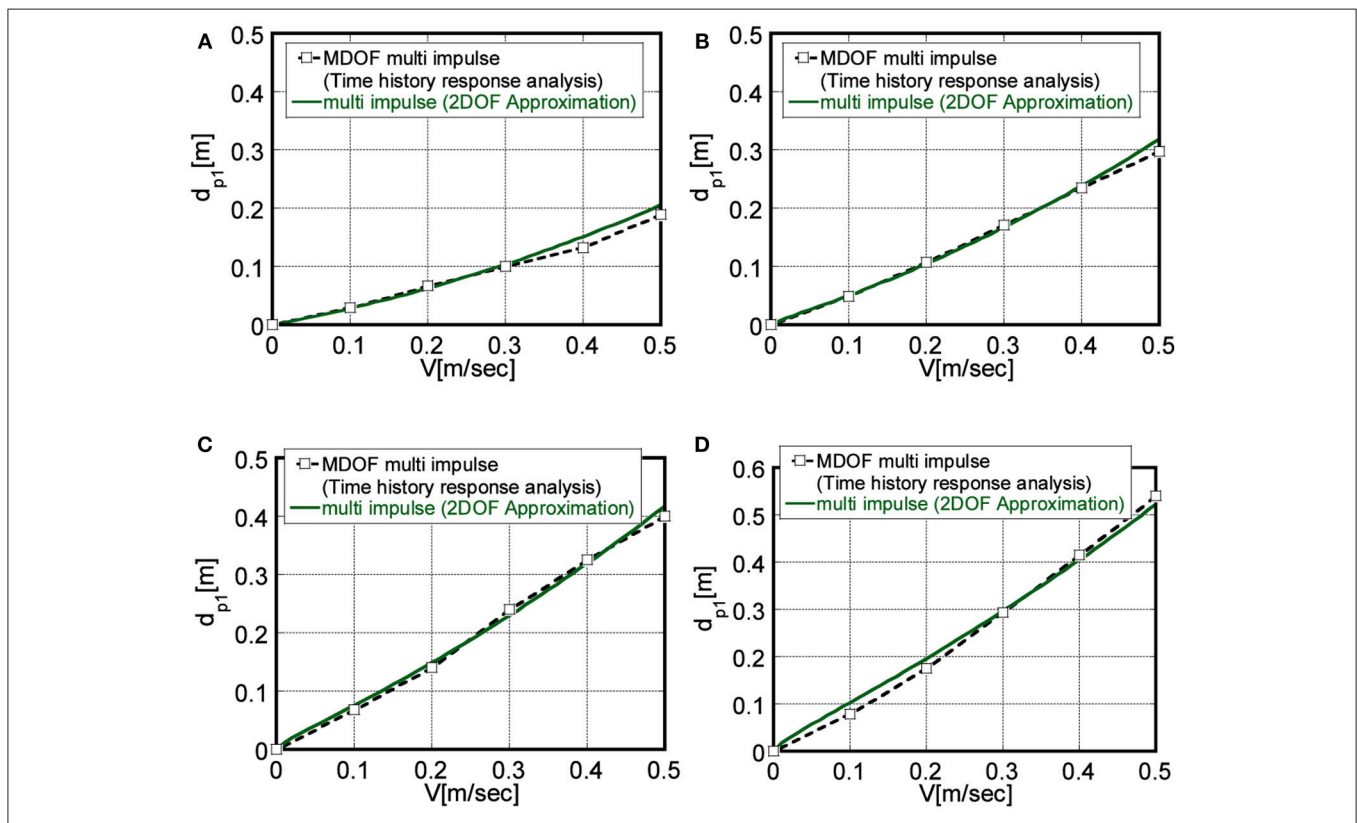 A
0.5
0.4
0.3
0.2
0.1
0
d_p1[m]
MDOF multi impulse
(Time history response analysis)
multi impulse (2DOF Approximation)
0 0.1 0.2 0.3 0.4 0.5
V[m/sec]
B
0.5
0.4
0.3
0.2
0.1
0
d_p1[m]
MDOF multi impulse
(Time history response analysis)
multi impulse (2DOF Approximation)
0 0.1 0.2 0.3 0.4 0.5
V[m/sec]
C
0.5
0.4
0.3
0.2
0.1
0
d_p1[m]
MDOF multi impulse
(Time history response analysis)
multi impulse (2DOF Approximation)
0 0.1 0.2 0.3 0.4 0.5
V[m/sec]
D
0.6
0.5
0.4
0.3
0.2
0.1
0
d_p1[m]
MDOF multi impulse
(Time history response analysis)
multi impulse (2DOF Approximation)
0 0.1 0.2 0.3 0.4 0.5
V[m/sec]